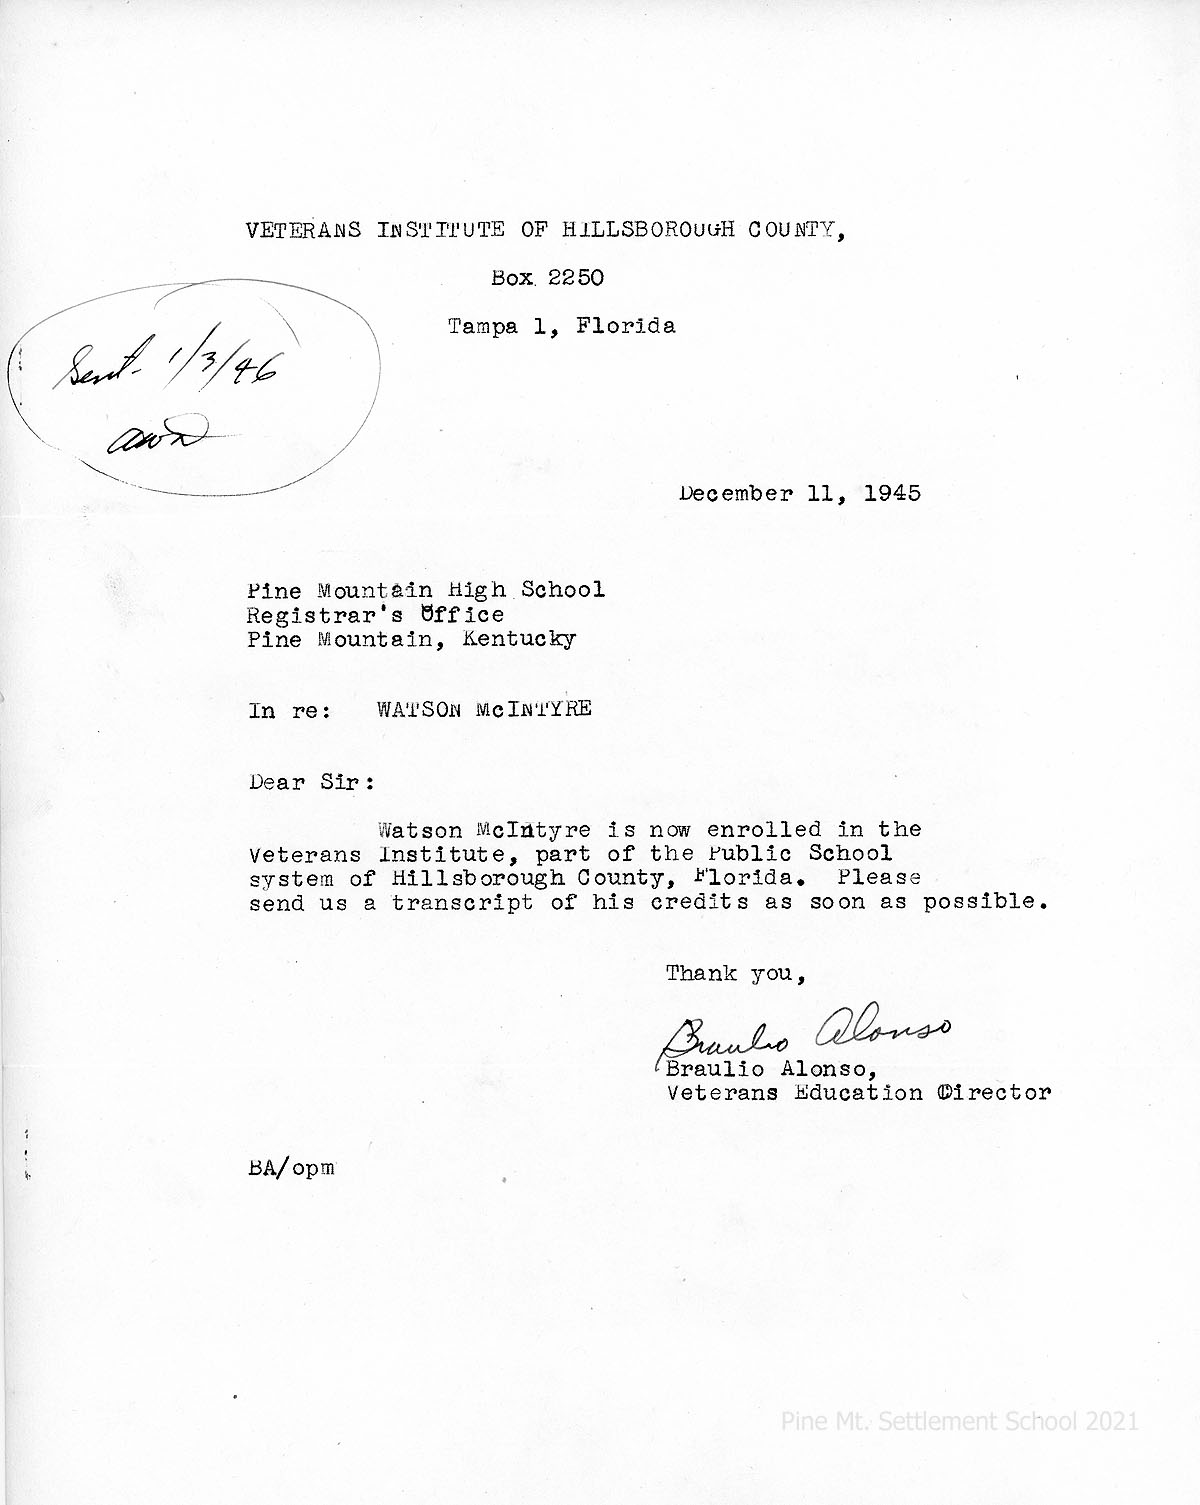 VETERANS INSTITUTE OF HILLSBOROUGH COUNTY,
Box 2250
Tampa 1, Florida
Sent- 1/3/46
December 11, 1945
Pine Mountain High School
Registrar's Office
Pine Mountain, Kentucky
In re: WATSON McINTYRE
Dear Sir:
Watson McIntyre is now enrolled in the
Veterans Institute, part of the Public School
system of Hillsborough County, Florida. Please
send us a transcript of his credits as soon as possible.
Thank you,
Braulio Alonso
Braulio Alonso,
Veterans Education Director
BA/opm
Pine Mt. Settlement School 2021